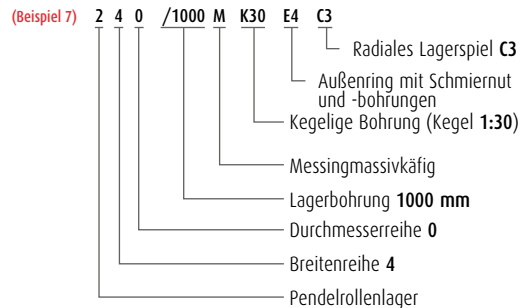 (Beispiel 7) 2 4 0 /1000 M K30 E4 C3
Radiales Lagerspiel C3
Außenring mit Schmiernut
und -bohrungen
Kegelige Bohrung (Kegel 1:30)
Messingmassivkäfig
Lagerbohrung 1000 mm
Durchmesserreihe 0
Breitenreihe 4
Pendelrollenlager